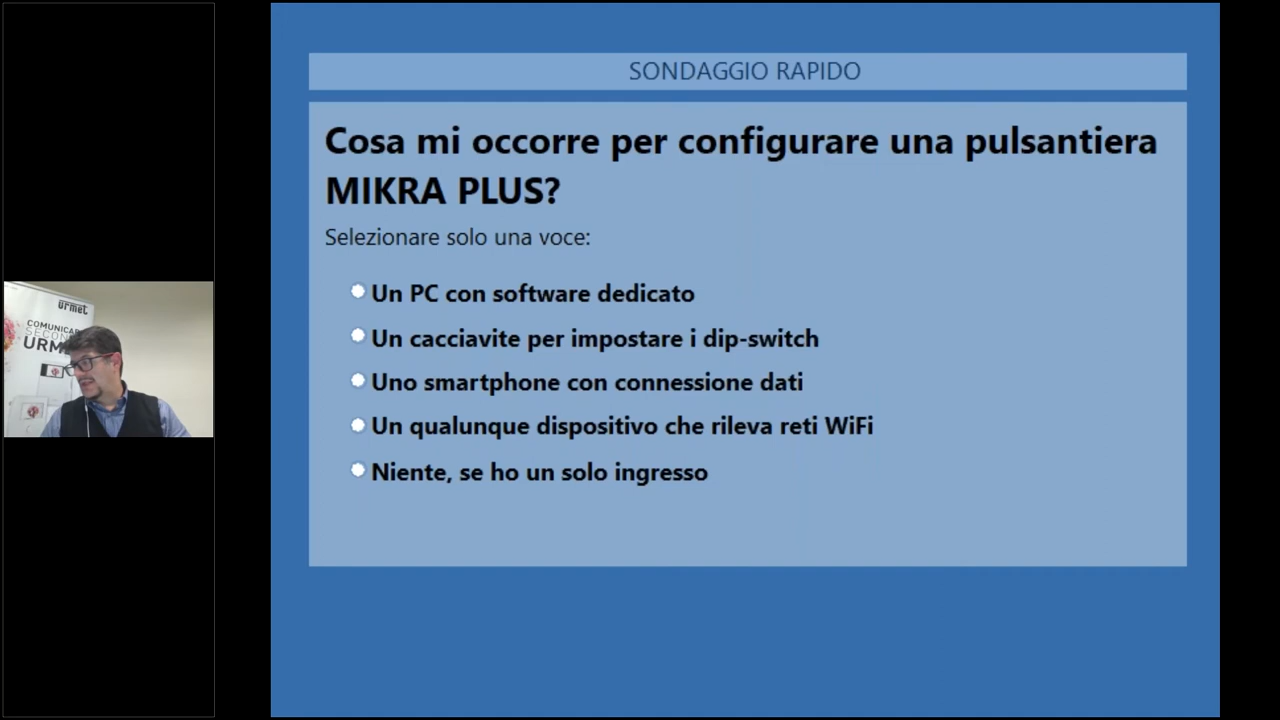 SONDAGGIO RAPIDO
Cosa mi occorre per configurare una pulsantiera
MIKRA PLUS?
Selezionare solo una voce:
Un PC con software dedicato
Un cacciavite per impostare i dip-switch
Uno smartphone con connessione dati
Un qualunque dispositivo che rileva reti WiFi
Niente, se ho un solo ingresso
urmet
SECON
URM